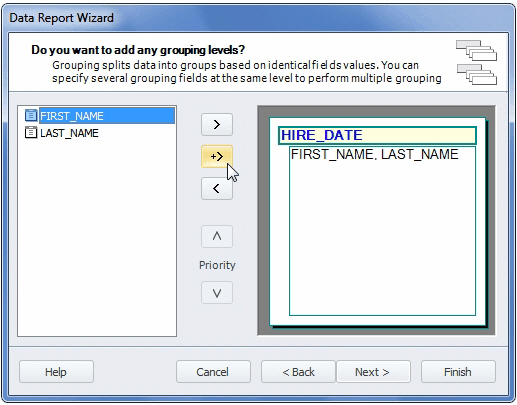 Data Report Wizard
Do you want to add any grouping levels?
Grouping splits data into groups based on identical fields values. You can
specify several grouping fields at the same level to perform multiple grouping
FIRST_NAME
LAST_NAME
>
+>
<
Priority
HIRE_DATE
FIRST_NAME, LAST_NAME
Help
Cancel
< Back
Next >
Finish